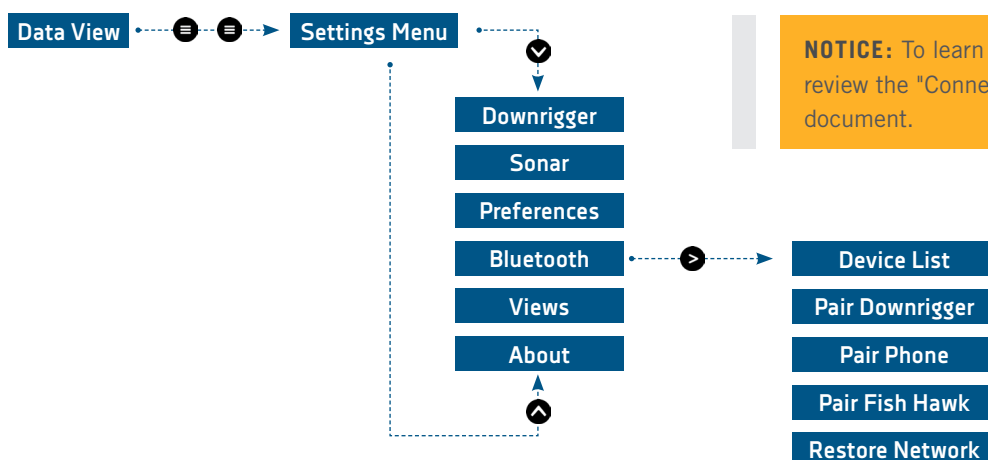 Data View
Settings Menu
NOTICE: To learn
review the "Conne
document.
Downrigger
Sonar
Preferences
Bluetooth
Views
About
Device List
Pair Downrigger
Pair Phone
Pair Fish Hawk
Restore Network